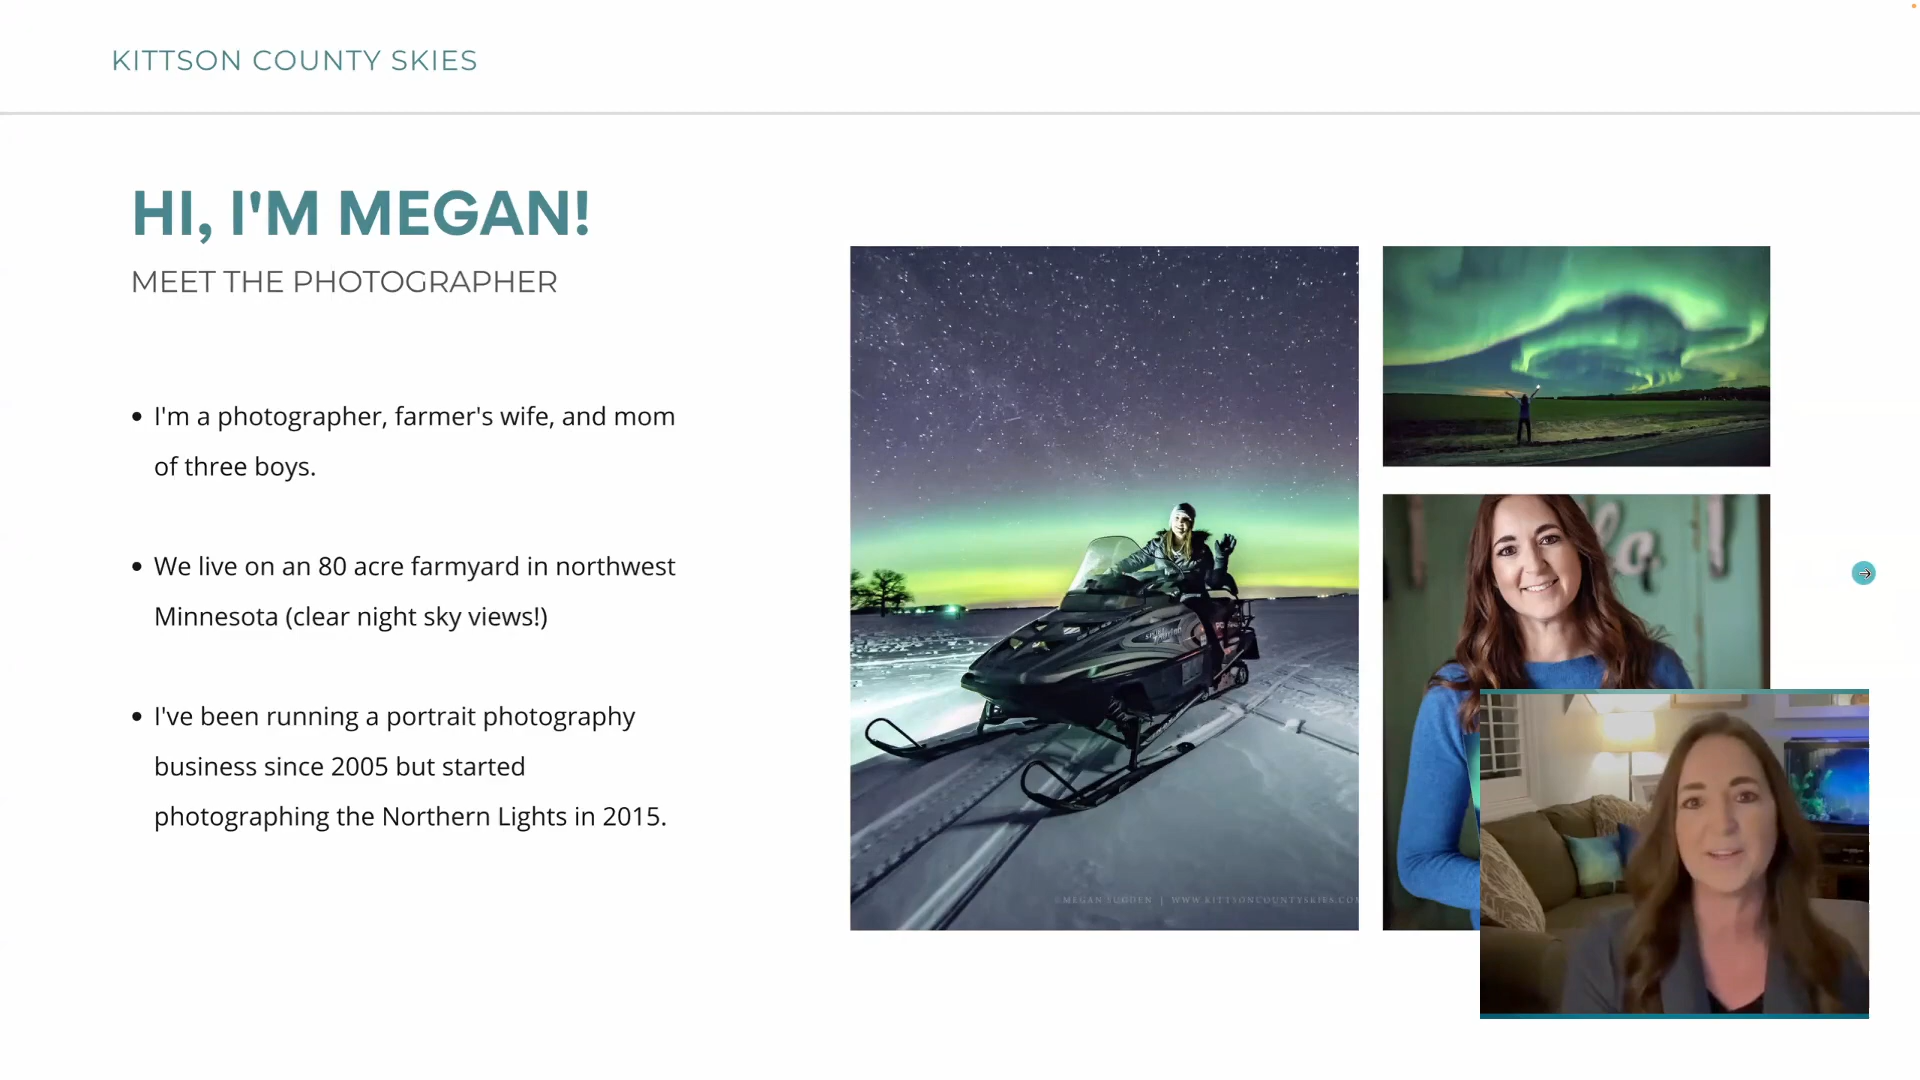 KITTSON COUNTY SKIES
HI, I'M MEGAN!
MEET THE PHOTOGRAPHER
• I'm a photographer, farmer's wife, and mom
of three boys.
• We live on an 80 acre farmyard in northwest
Minnesota (clear night sky views!)
• I've been running a portrait photography
business since 2005 but started
photographing the Northern Lights in 2015.
©MEGAN SUGDEN | WWW.KITTSONCOUNTYSKIES.COM